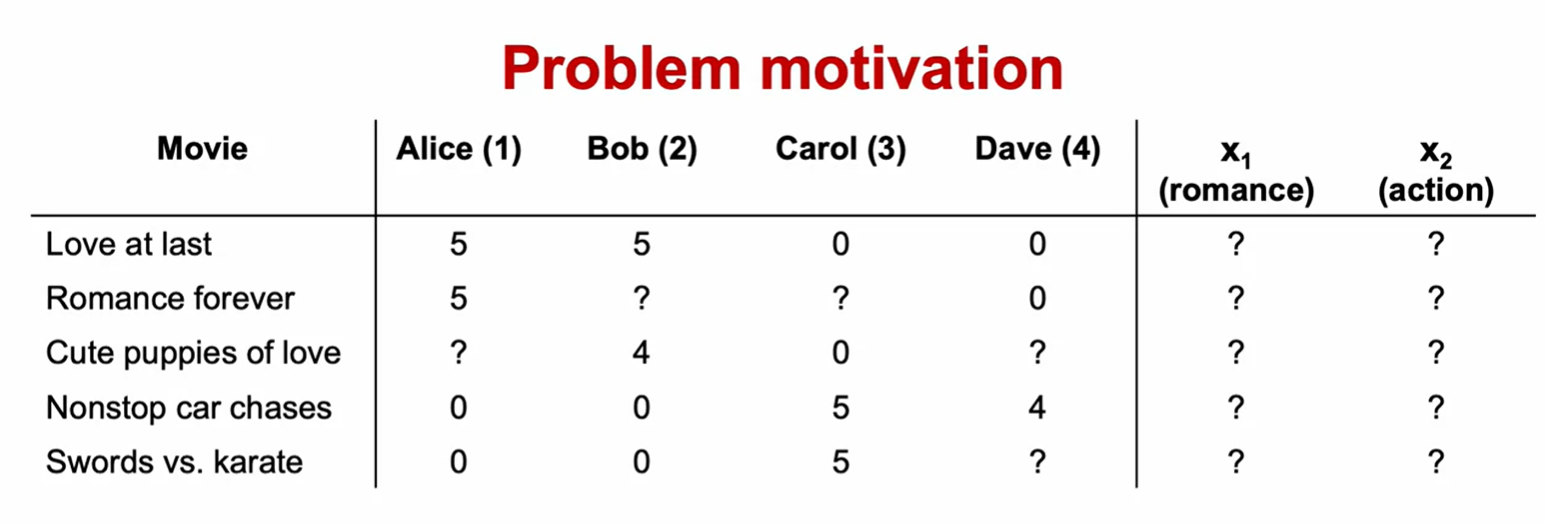 Problem motivation
Movie Alice (1) Bob (2) Carol (3) Dave (4) x₁ x₂
(romance) (action)
Love at last 5 5 0 0 ? ?
Romance forever 5 ? ? 0 ? ?
Cute puppies of love ? 4 0 ? ? ?
Nonstop car chases 0 0 5 4 ? ?
Swords vs. karate 0 0 5 ? ? ?